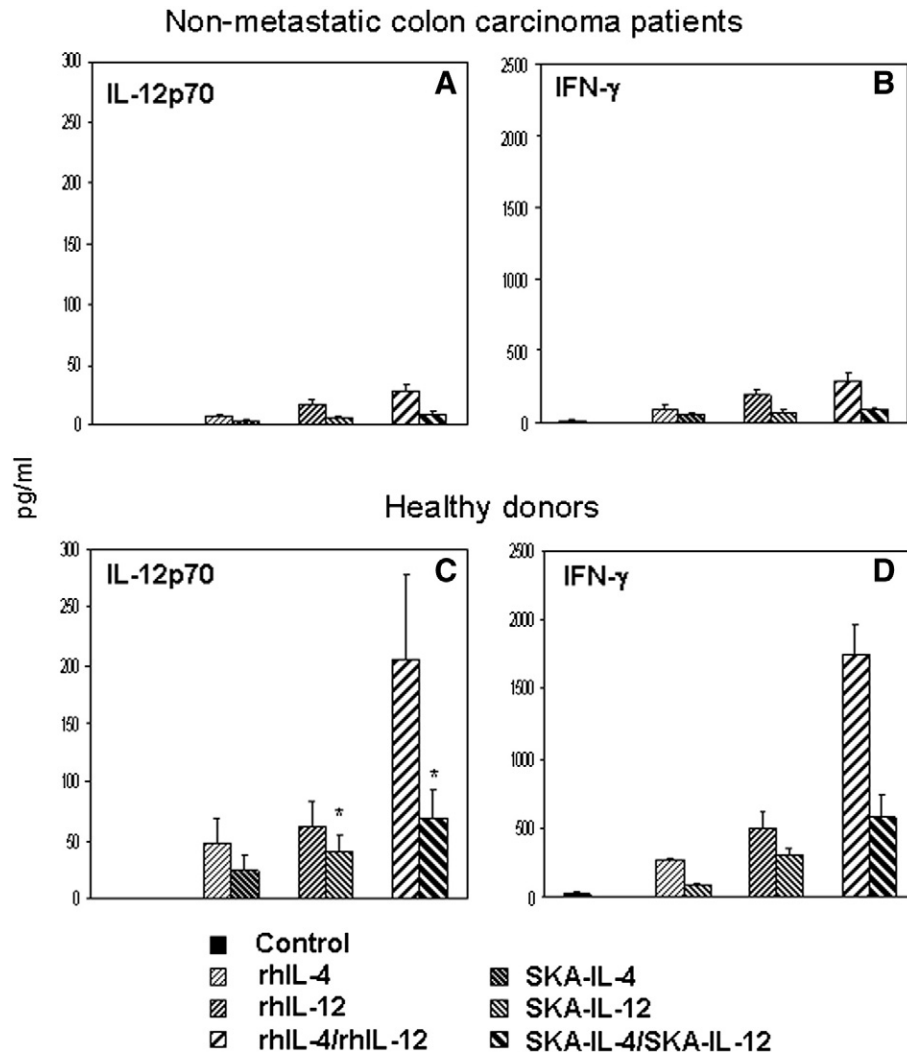 Non-metastatic colon carcinoma patients
IL-12p70
A
300
250
200
150
100
50
0
IFN-γ
B
2500
2000
1500
1000
500
0
pg/ml
Healthy donors
IL-12p70
C
300
250
200
150
100
50
0
*
*
IFN-γ
D
2500
2000
1500
1000
500
0
Control
rhIL-4
SKA-IL-4
rhIL-12
SKA-IL-12
rhIL-4/rhIL-12
SKA-IL-4/SKA-IL-12